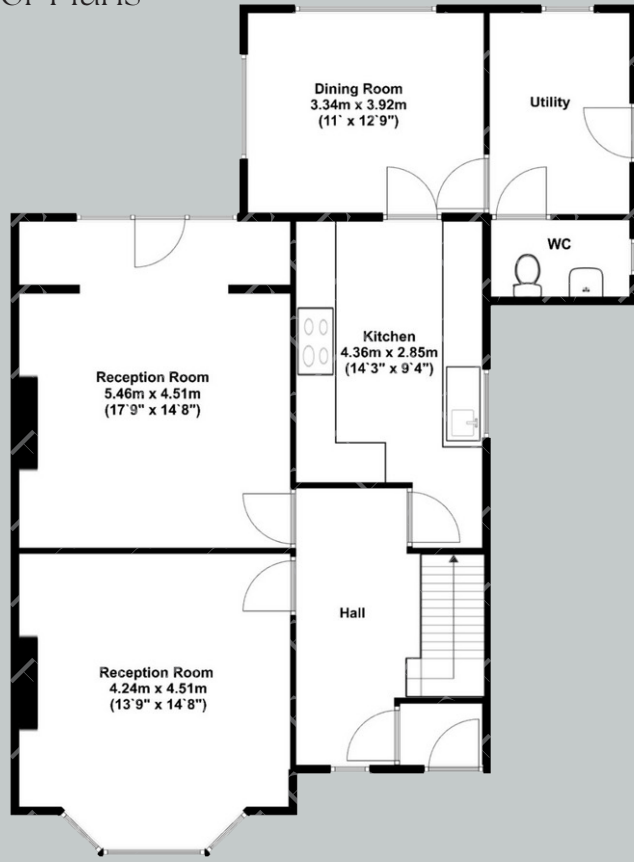 Dining Room
3.34m x 3.92m
(11` x 12`9")
Utility
WC
Kitchen
4.36m x 2.85m
(14`3" x 9`4")
Reception Room
5.46m x 4.51m
(17`9" x 14`8")
Hall
Reception Room
4.24m x 4.51m
(13`9" x 14`8")